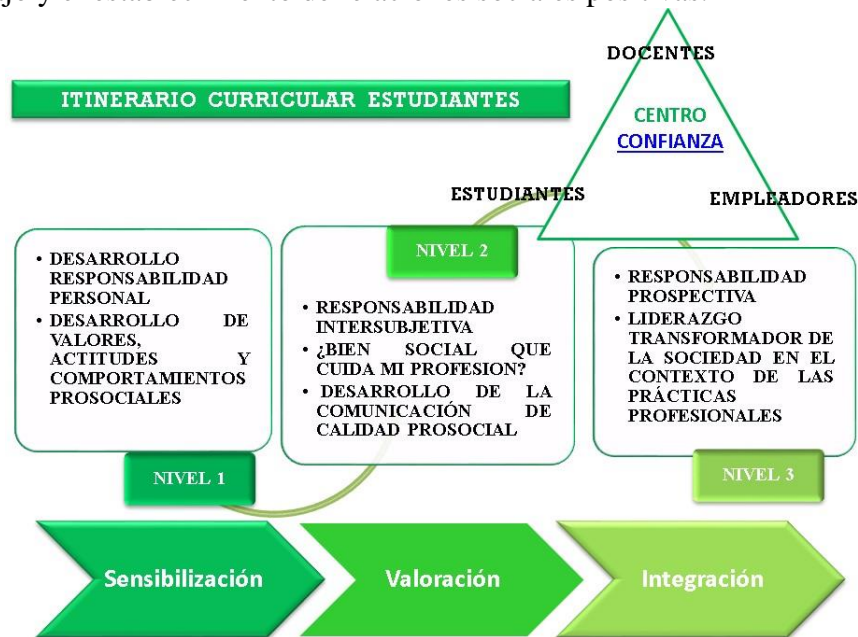 DOCENTES
ITINERARIO CURRICULAR ESTUDIANTES
CENTRO
CONFIANZA
ESTUDIANTES
EMPLEADORES
• DESARROLLO
RESPONSABILIDAD
PERSONAL
• DESARROLLO DE
VALORES,
ACTITUDES Y
COMPORTAMIENTOS
PROSOCIALES
NIVEL 1
NIVEL 2
• RESPONSABILIDAD
INTERSUBJETIVA
• ¿BIEN SOCIAL QUE
CUIDA MI PROFESION?
• DESARROLLO DE LA
COMUNICACIÓN DE
CALIDAD PROSOCIAL
• RESPONSABILIDAD
PROSPECTIVA
• LIDERAZGO
TRANSFORMADOR DE
LA SOCIEDAD EN EL
CONTEXTO DE LAS
PRÁCTICAS
PROFESIONALES
NIVEL 3
Sensibilización
Valoración
Integración